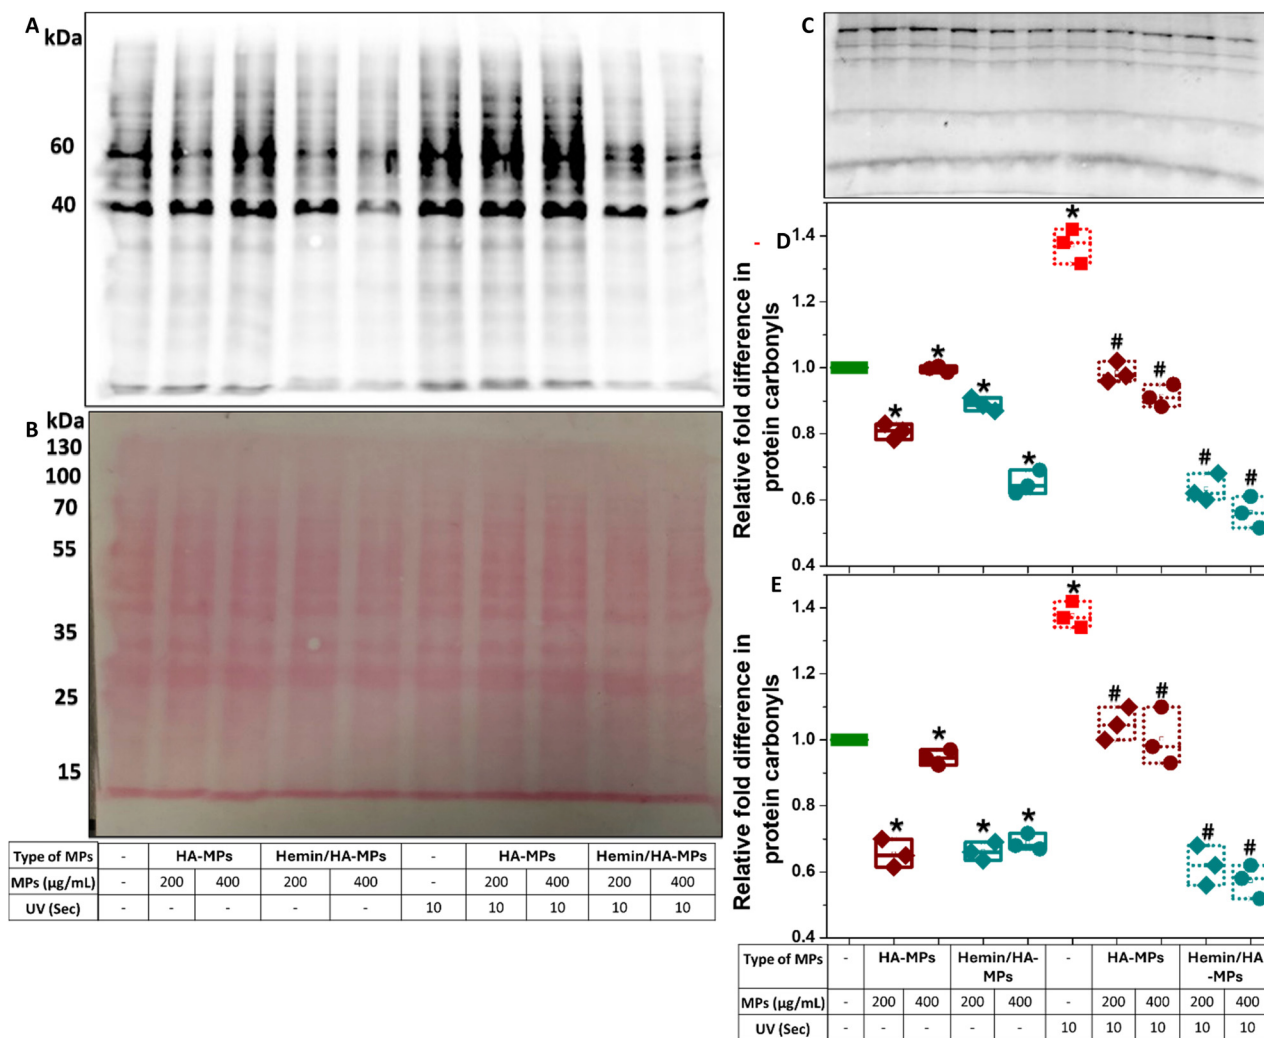 A
kDa
60
40
B
kDa
130
100
70
55
35
25
15
Type of MPs - HA-MPs Hemin/HA-MPs - HA-MPs Hemin/HA-MPs
MPs (µg/mL) - 200 400 200 400 - 200 400 200 400
UV (Sec) - - - - - 10 10 10 10 10
C
D
Relative fold difference in
protein carbonyls
- 1.4
1.2
1.0
0.8
0.6
0.4
*
*
*
*
*
#
#
#
#
E
Relative fold difference in
protein carbonyls
1.4
1.2
1.0
0.8
0.6
0.4
*
*
*
*
*
#
#
#
#
Type of MPs - HA-MPs Hemin/HA-
MPs - HA-MPs Hemin/HA
-MPs
MPs (µg/mL) - 200 400 200 400 - 200 400 200 400
UV (Sec) - - - - - 10 10 10 10 10